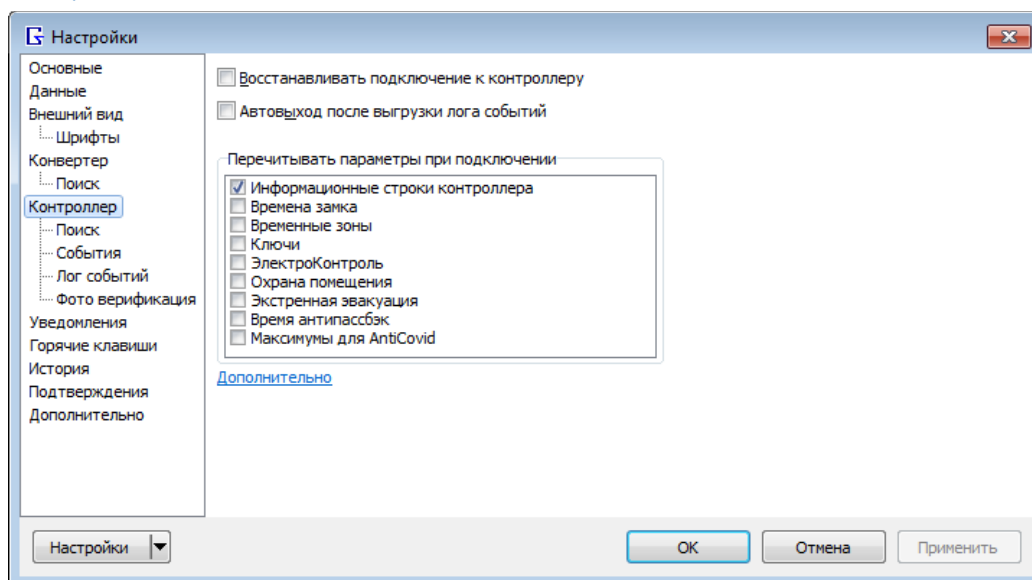 Настройки
Основные
Данные
Внешний вид
Шрифты
Конвертер
Поиск
Контроллер
Поиск
События
Лог событий
Фото верификация
Уведомления
Горячие клавиши
История
Подтверждения
Дополнительно
Восстанавливать подключение к контроллеру
Автовыход после выгрузки лога событий
Перечитывать параметры при подключении
Информационные строки контроллера
Времена замка
Временные зоны
Ключи
ЭлектроКонтроль
Охрана помещения
Экстренная эвакуация
Время антипассбэк
Максимумы для AntiCovid
Дополнительно
Настройки
ОК
Отмена
Применить